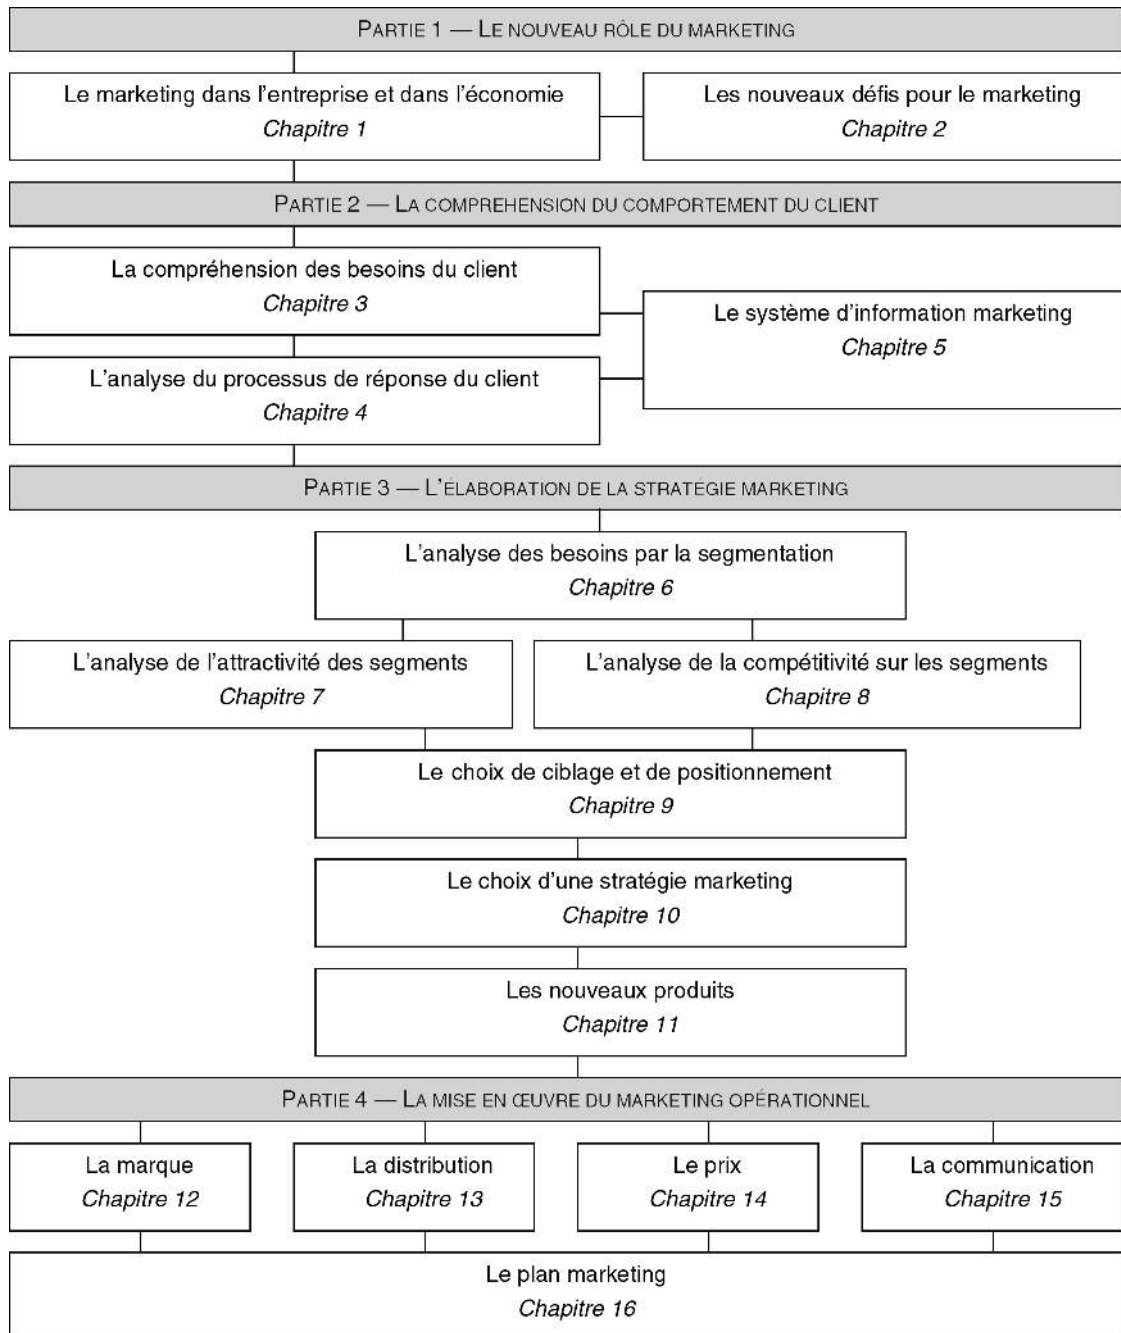 PARTIE 1 — LE NOUVEAU RÔLE DU MARKETING
Le marketing dans l'entreprise et dans l'économie
Chapitre 1
Les nouveaux défis pour le marketing
Chapitre 2
PARTIE 2 — LA COMPREHENSION DU COMPORTEMENT DU CLIENT
La compréhension des besoins du client
Chapitre 3
L'analyse du processus de réponse du client
Chapitre 4
Le système d'information marketing
Chapitre 5
PARTIE 3 — L'ÉLABORATION DE LA STRATÉGIE MARKETING
L'analyse des besoins par la segmentation
Chapitre 6
L'analyse de l'attractivité des segments
Chapitre 7
L'analyse de la compétitivité sur les segments
Chapitre 8
Le choix de ciblage et de positionnement
Chapitre 9
Le choix d'une stratégie marketing
Chapitre 10
Les nouveaux produits
Chapitre 11
PARTIE 4 — LA MISE EN ŒUVRE DU MARKETING OPÉRATIONNEL
La marque
Chapitre 12
La distribution
Chapitre 13
Le prix
Chapitre 14
La communication
Chapitre 15
Le plan marketing
Chapitre 16